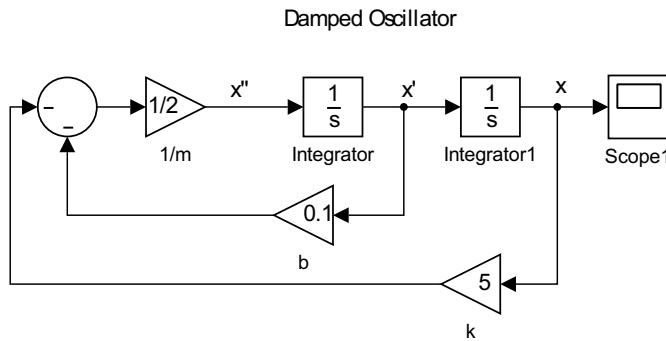 Damped Oscillator
x"
x'
x
1/2
1
s
1
s
1/m
Integrator
Integrator1
Scope1
0.1
b
5
k